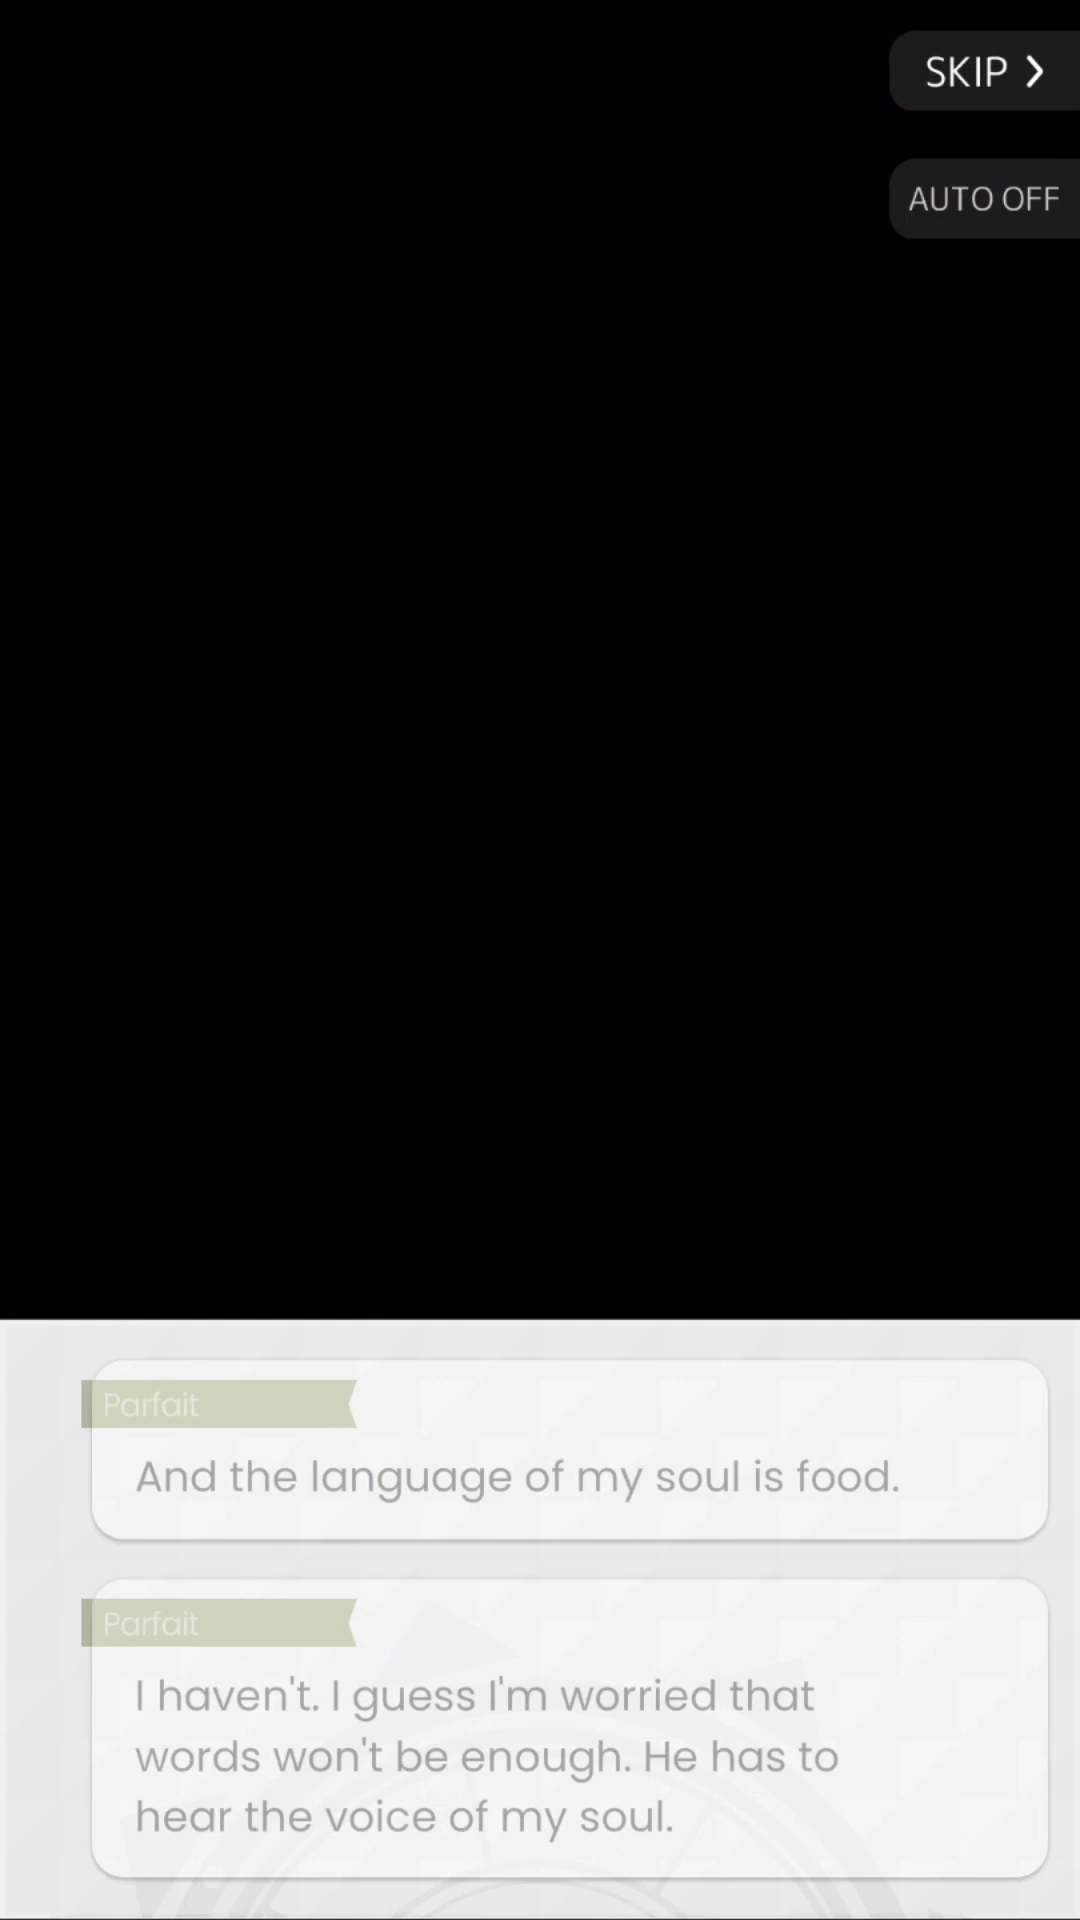 SKIP
AUTO OFF
Parfait
And the language of my soul is food.
Parfait
I haven't. I guess I'm worried that
words won't be enough. He has to
hear the voice of my soul.